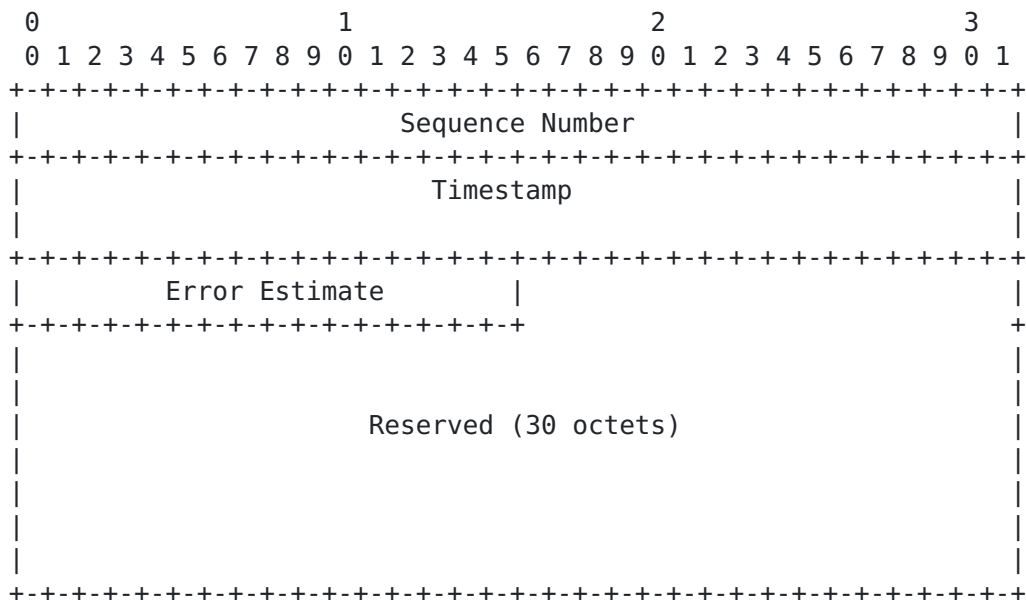 0                   1                   2                   3
 0 1 2 3 4 5 6 7 8 9 0 1 2 3 4 5 6 7 8 9 0 1 2 3 4 5 6 7 8 9 0 1
+-+-+-+-+-+-+-+-+-+-+-+-+-+-+-+-+-+-+-+-+-+-+-+-+-+-+-+-+-+-+-+-+
|                        Sequence Number                        |
+-+-+-+-+-+-+-+-+-+-+-+-+-+-+-+-+-+-+-+-+-+-+-+-+-+-+-+-+-+-+-+-+
|                          Timestamp                            |
|                                                               |
+-+-+-+-+-+-+-+-+-+-+-+-+-+-+-+-+-+-+-+-+-+-+-+-+-+-+-+-+-+-+-+-+
|         Error Estimate        |                               |
+-+-+-+-+-+-+-+-+-+-+-+-+-+-+-+-+                               +
|                                                               |
|                                                               |
|                      Reserved (30 octets)                     |
|                                                               |
|                                                               |
|                                                               |
|                                                               |
+-+-+-+-+-+-+-+-+-+-+-+-+-+-+-+-+-+-+-+-+-+-+-+-+-+-+-+-+-+-+-+-+